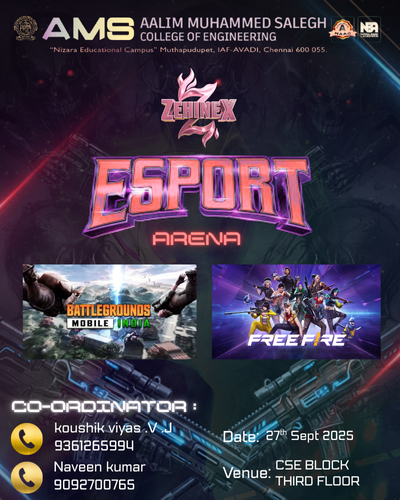 AMS AALIM MUHAMMED SALEGH
COLLEGE OF ENGINEERING
"Nizara Educational Campus" Muthapudupet, IAF-AVADI, Chennai 600 055.
ZEHINEX
ESPORT
ARENA
BATTLEGROUNDS
MOBILE INDIA
FREE FIRE
CO-ORDINATOR :
koushik viyas .V .J
9361265994
Naveen kumar
9092700765
Date: 27th Sept 2025
Venue: CSE BLOCK
THIRD FLOOR